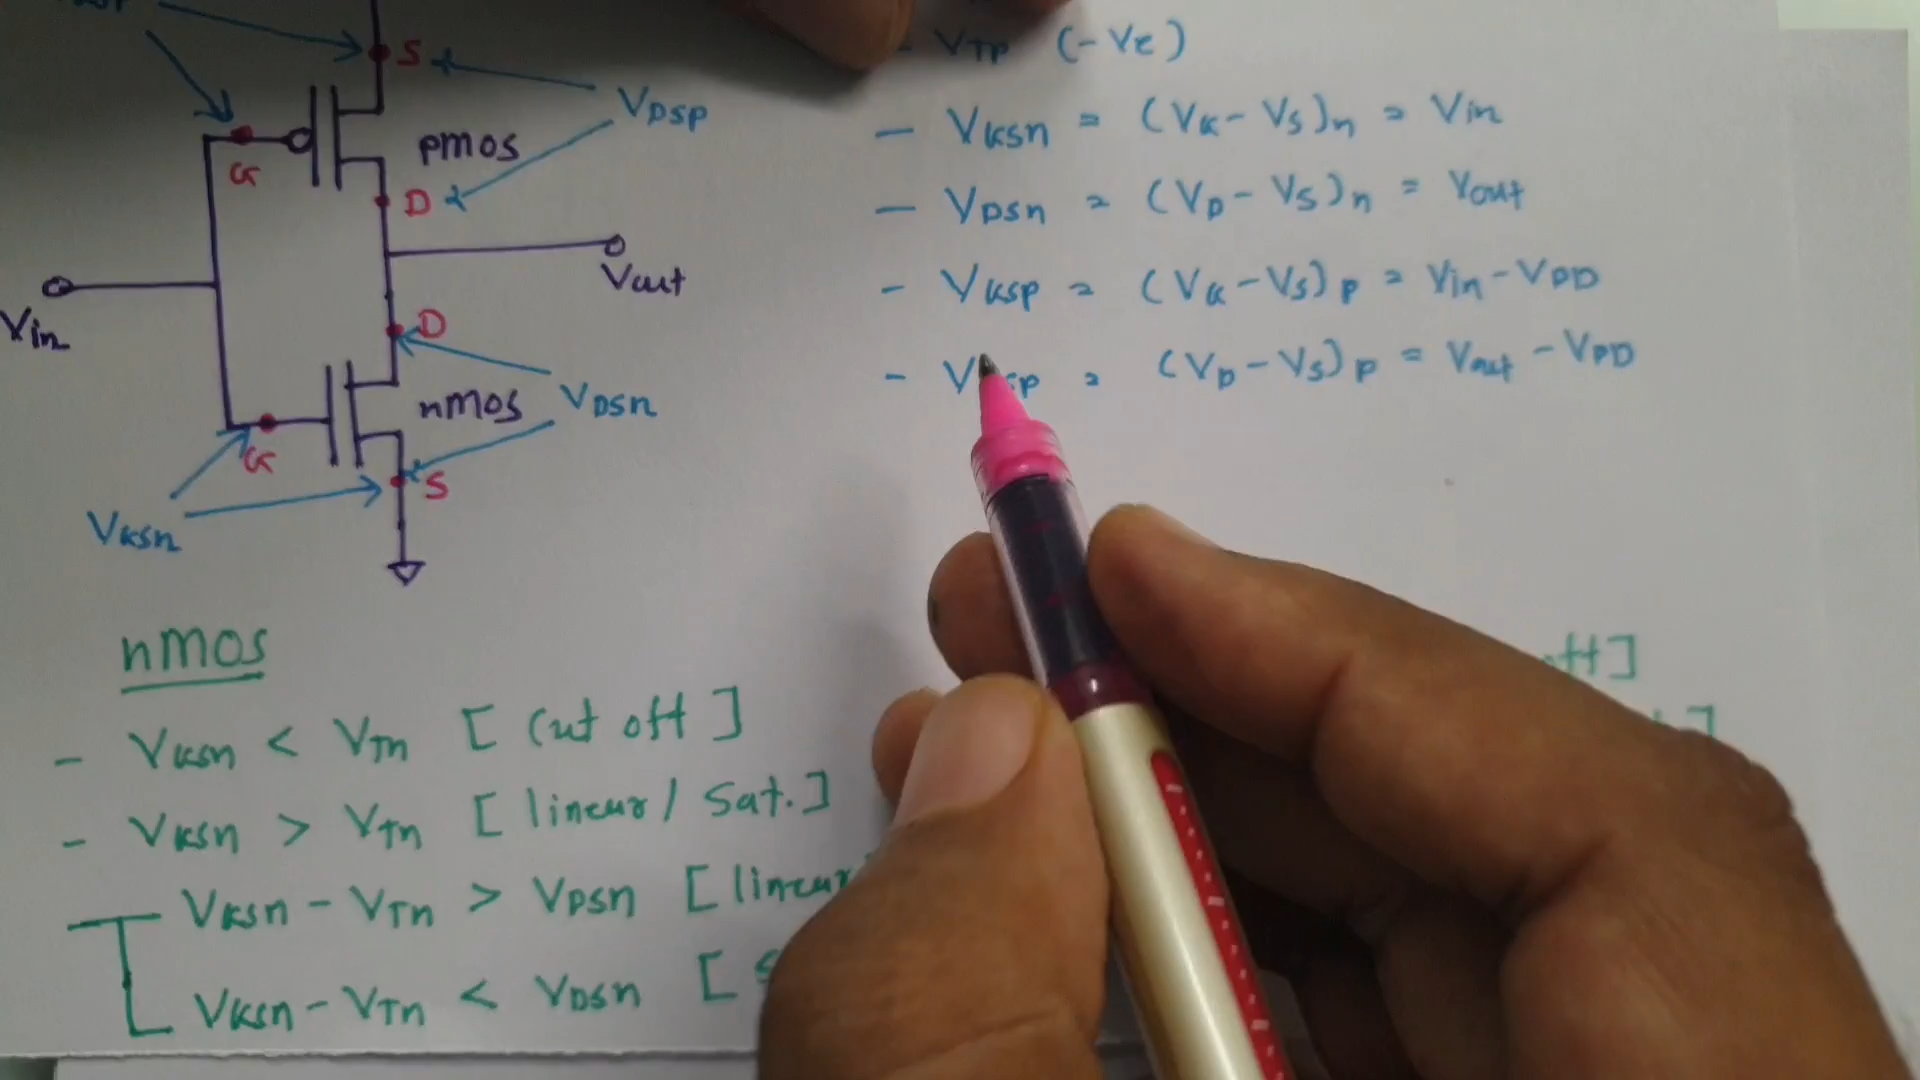 S
VDSP
pmos
G
D
Vout
Vin
D
nmos
VDSn
G
S
VGSn
- VTP (-ve)
- VGSn = (VG - VS)n = Vin
- VDSn = (VD - VS)n = Vout
- VGSP = (VG - VS)P = Vin - VDD
- V = (VD - VS)P = Vout - VDD
nmos
- VGSn < VTn [ Cut off ]
- VGSn > VTn [ linear / Sat. ]
VGSn - VTn > VDSn [ linear
VGSn - VTn < VDSn [